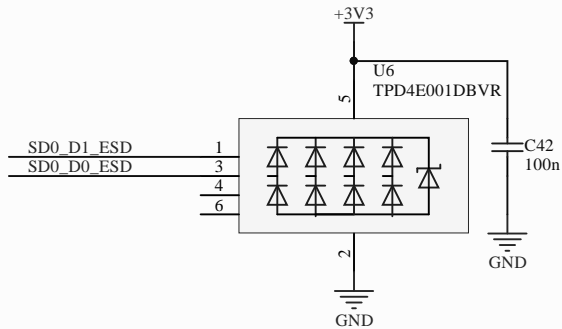 +3V3
U6
TPD4E001DBVR
5
SD0_D1_ESD
1
SD0_D0_ESD
3
4
6
C42
100n
2
GND
GND